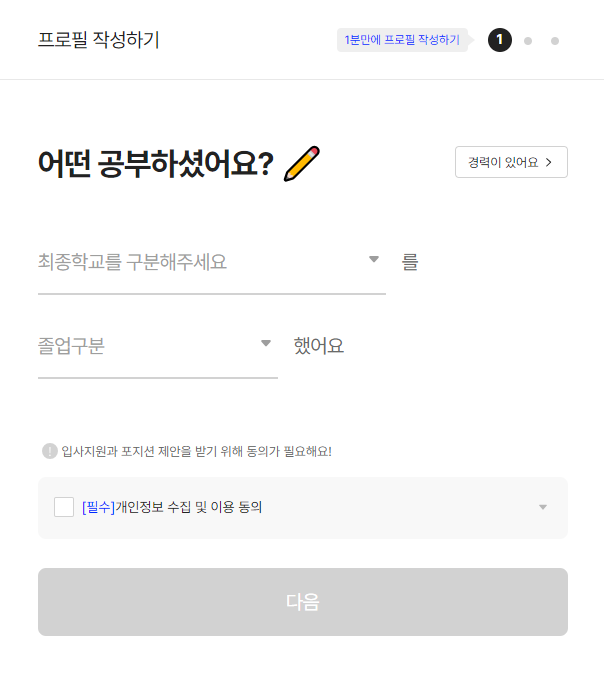 프로필 작성하기
1분만에 프로필 작성하기
1
어떤 공부하셨어요?
경력이 있어요 >
최종학교를 구분해주세요 를
졸업구분 했어요
! 입사지원과 포지션 제안을 받기 위해 동의가 필요해요!
[필수]개인정보 수집 및 이용 동의
다음